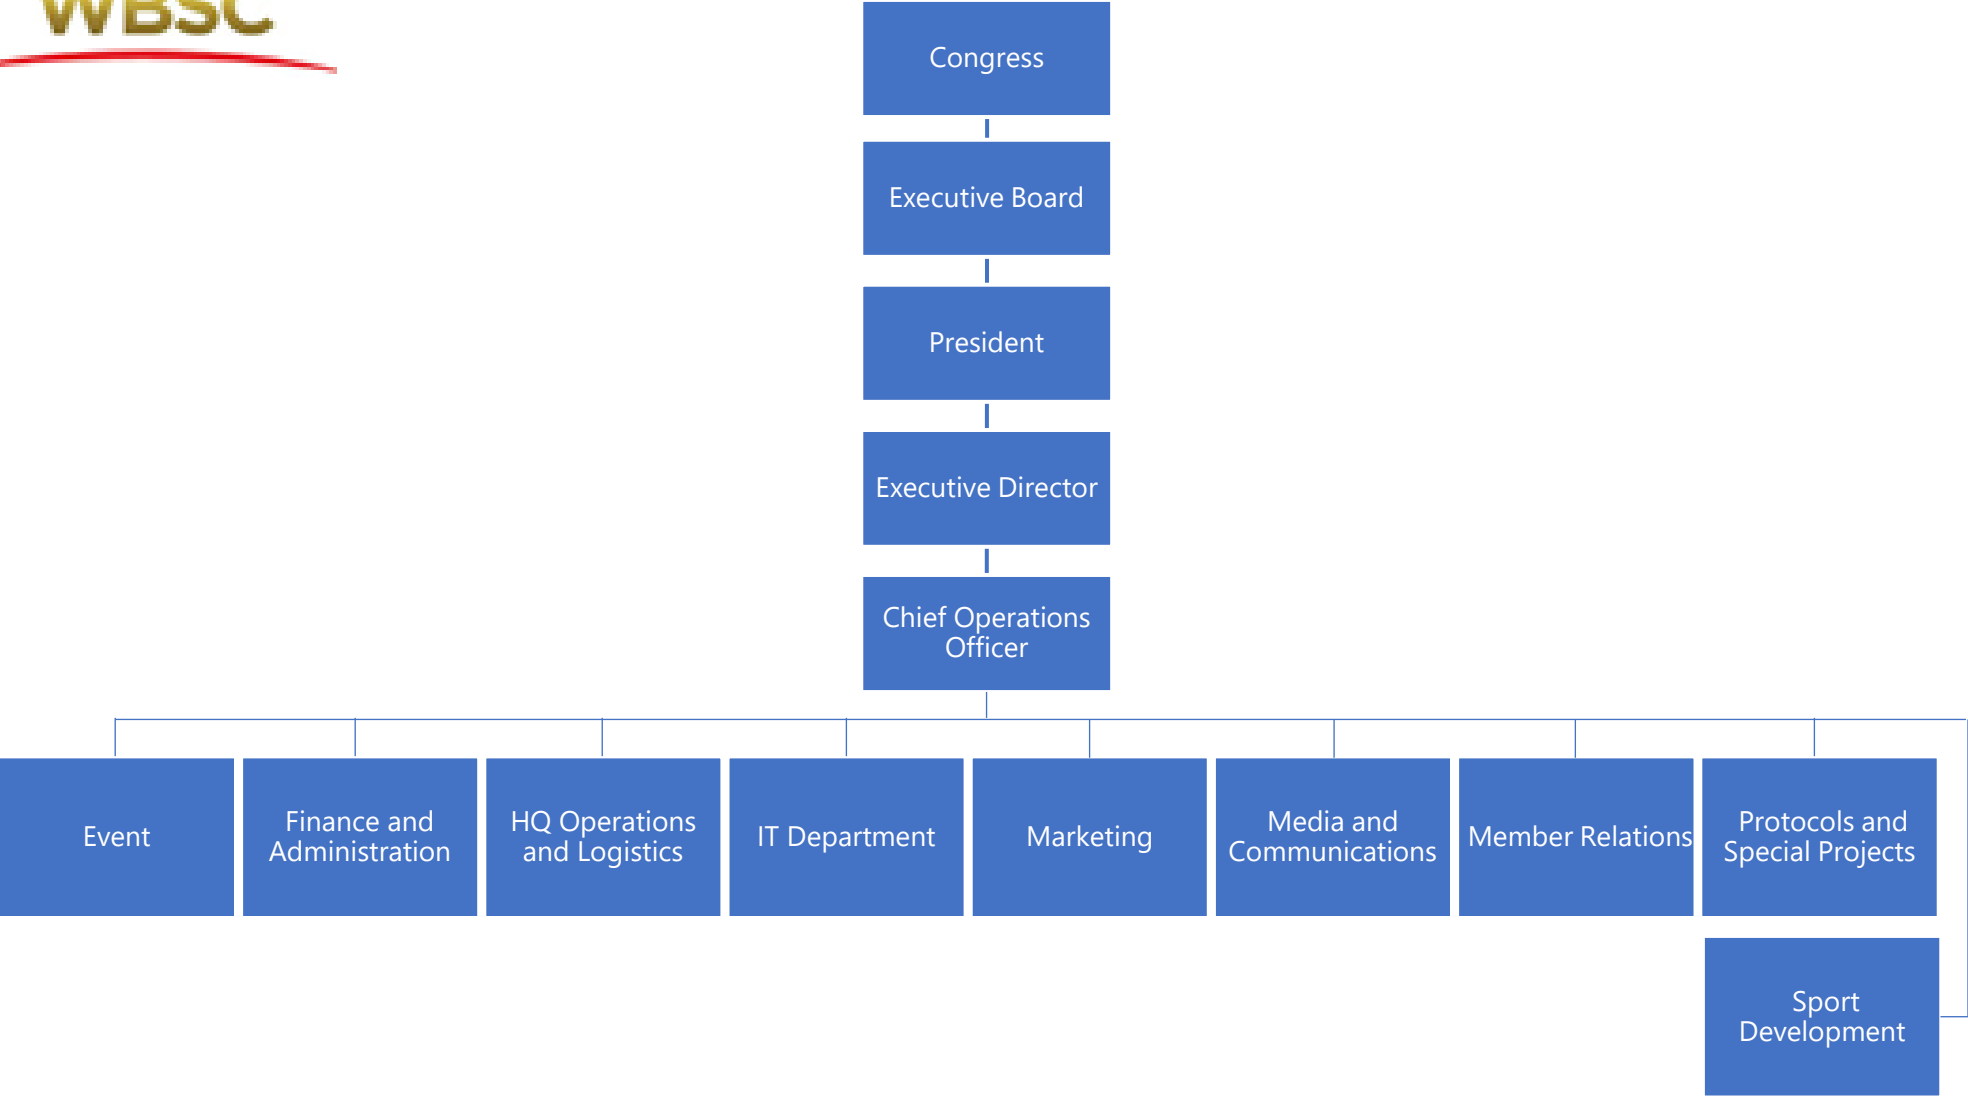 WBSC
Congress
Executive Board
President
Executive Director
Chief Operations
Officer
Event
Finance and
Administration
HQ Operations
and Logistics
IT Department
Marketing
Media and
Communications
Member Relations
Protocols and
Special Projects
Sport
Development